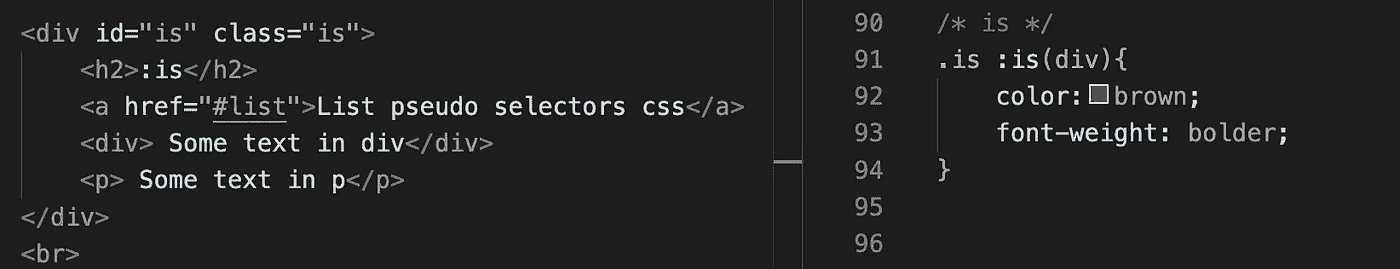 <div id="is" class="is">
<h2>:is</h2>
<a href="#list">List pseudo selectors css</a>
<div> Some text in div</div>
<p> Some text in p</p>
</div>
<br>
90 /* is */
91 .is :is(div){
92 color: brown;
93 font-weight: bolder;
94 }
95
96